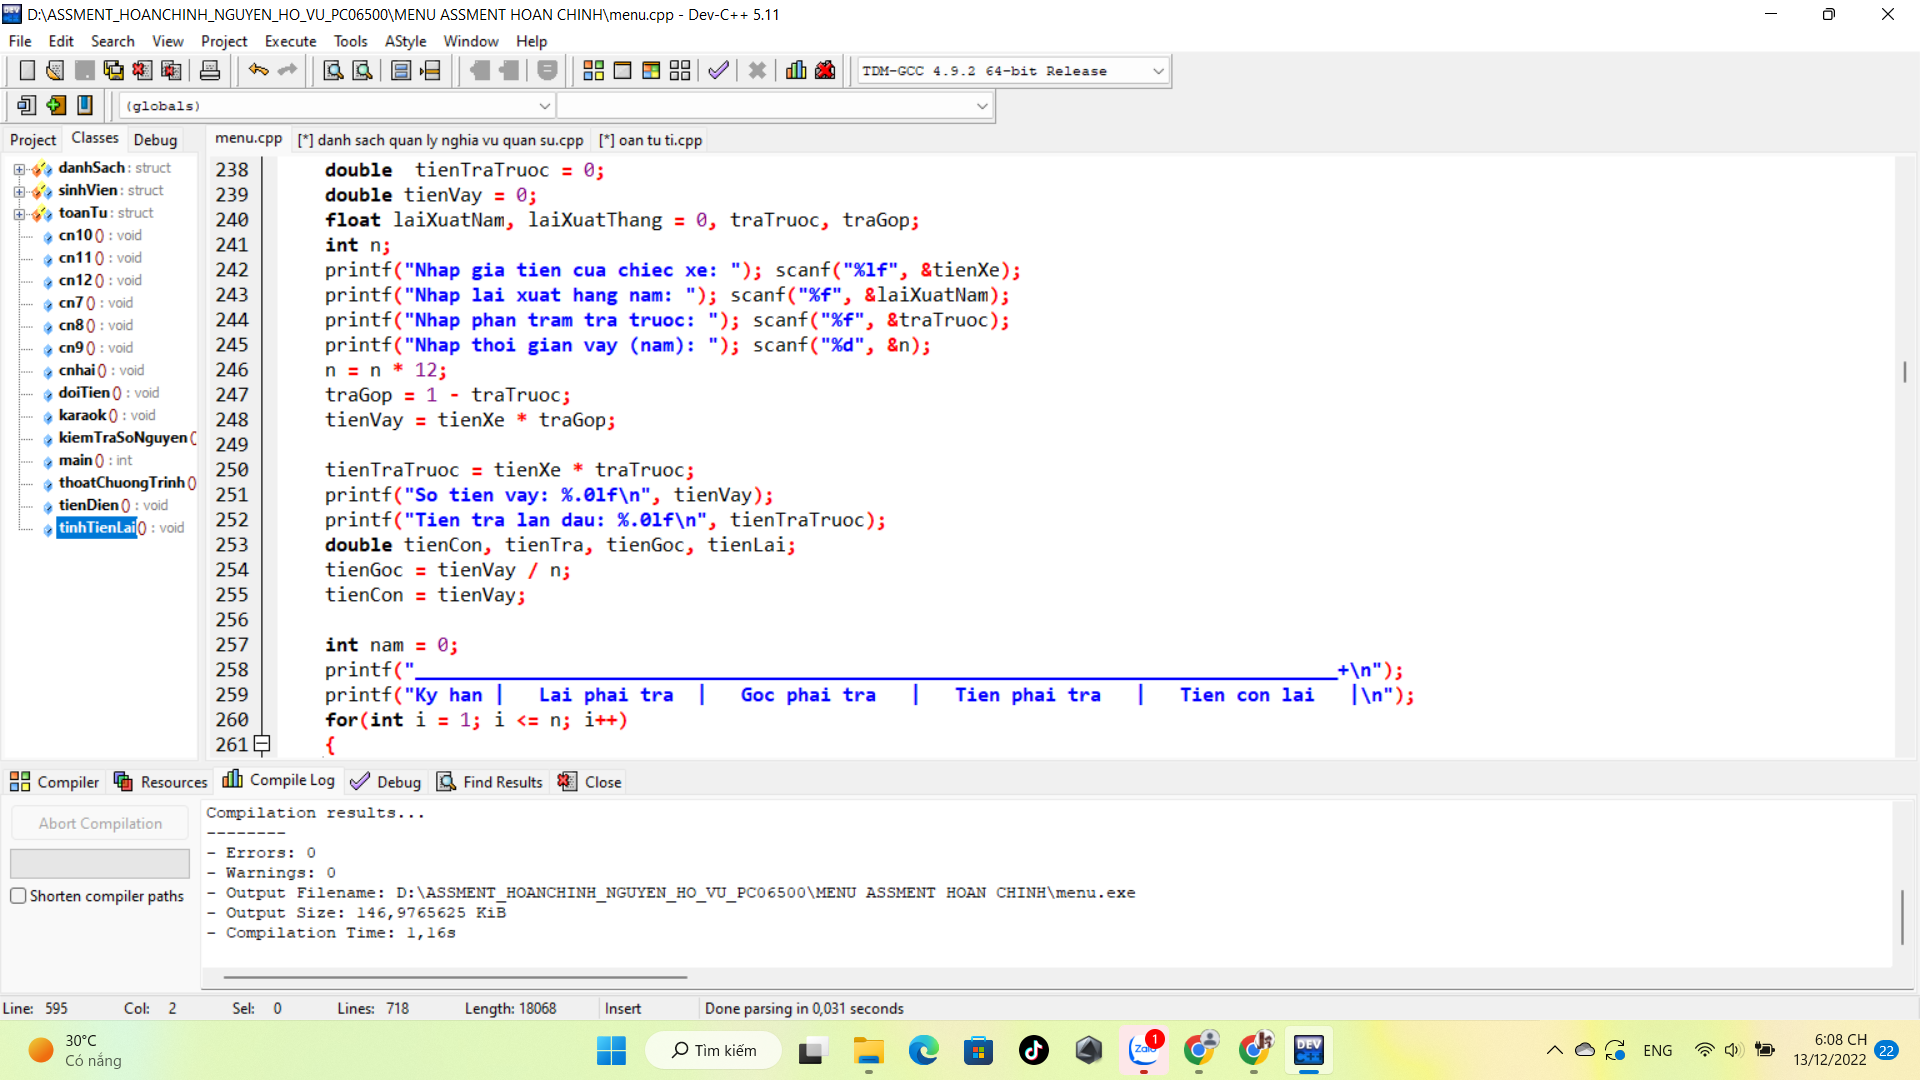 D:\ASSMENT_HOANCHINH_NGUYEN_HO_VU_PC06500\MENU ASSMENT HOAN CHINH\menu.cpp - Dev-C++ 5.11
File Edit Search View Project Execute Tools AStyle Window Help
TDM-GCC 4.9.2 64-bit Release
(globals)
Project Classes Debug
menu.cpp [*] danh sach quan ly nghia vu quan su.cpp [*] oan tu ti.cpp
danhSach : struct
sinhVien : struct
toanTu : struct
cn10 () : void
cn11 () : void
cn12 () : void
cn7 () : void
cn8 () : void
cn9 () : void
cnhai () : void
doiTien () : void
karaok () : void
kiemTraSoNguyen (
main () : int
thoatChuongTrinh ()
tienDien () : void
tinhTienLai () : void
238 double  tienTraTruoc = 0;
239 double tienVay = 0;
240 float laiXuatNam, laiXuatThang = 0, traTruoc, traGop;
241 int n;
242 printf("Nhap gia tien cua chiec xe: "); scanf("%lf", &tienXe);
243 printf("Nhap lai xuat hang nam: "); scanf("%f", &laiXuatNam);
244 printf("Nhap phan tram tra truoc: "); scanf("%f", &traTruoc);
245 printf("Nhap thoi gian vay (nam): "); scanf("%d", &n);
246 n = n * 12;
247 traGop = 1 - traTruoc;
248 tienVay = tienXe * traGop;
249
250 tienTraTruoc = tienXe * traTruoc;
251 printf("So tien vay: %.0lf\n", tienVay);
252 printf("Tien tra lan dau: %.0lf\n", tienTraTruoc);
253 double tienCon, tienTra, tienGoc, tienLai;
254 tienGoc = tienVay / n;
255 tienCon = tienVay;
256
257 int nam = 0;
258 printf("__________________________________________________________________________________+\n");
259 printf("Ky han |   Lai phai tra  |   Goc phai tra   |   Tien phai tra   |   Tien con lai   |\n");
260 for(int i = 1; i <= n; i++)
261 {
Compiler Resources Compile Log Debug Find Results Close
Abort Compilation
Shorten compiler paths
Compilation results...
--------
- Errors: 0
- Warnings: 0
- Output Filename: D:\ASSMENT_HOANCHINH_NGUYEN_HO_VU_PC06500\MENU ASSMENT HOAN CHINH\menu.exe
- Output Size: 146,9765625 KiB
- Compilation Time: 1,16s
Line: 595 Col: 2 Sel: 0 Lines: 718 Length: 18068 Insert Done parsing in 0,031 seconds
30°C
Có nắng
Tìm kiếm
Zalo
1
DEV
C++
ENG
6:08 CH
13/12/2022
22